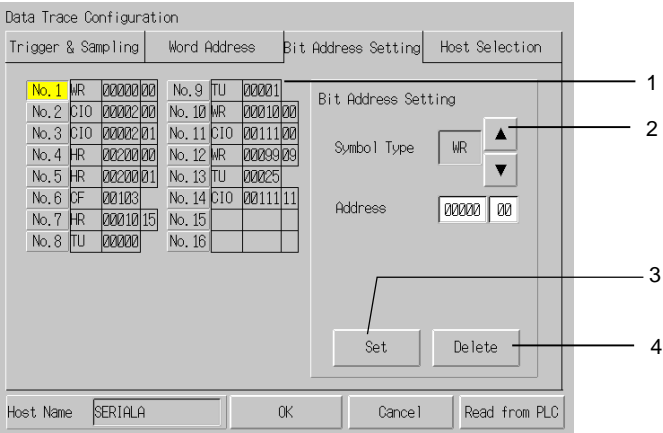 Data Trace Configuration
Trigger & Sampling Word Address Bit Address Setting Host Selection
No. 1 WR 00000 00 No. 9 TU 00001 1
No. 2 CIO 00002 00 No. 10 WR 00010 00 2
No. 3 CIO 00002 01 No. 11 CIO 00111 00
No. 4 HR 00200 00 No. 12 WR 00099 09
No. 5 HR 00200 01 No. 13 TU 00025
No. 6 CF 00103 No. 14 CIO 00111 11
No. 7 HR 00010 15 No. 15
No. 8 TU 00000 No. 16
Bit Address Setting
Symbol Type WR ▲
▼
Address 00000 00
3
Set Delete 4
Host Name SERIALA OK Cancel Read from PLC